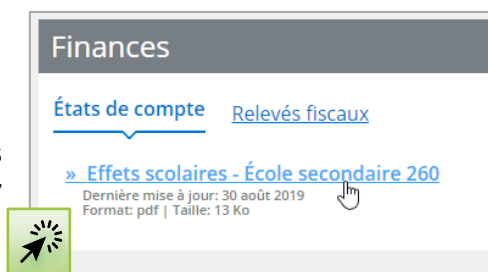 Finances
États de compte Relevés fiscaux
» Effets scolaires - École secondaire 260
Dernière mise à jour: 30 août 2019
Format: pdf | Taille: 13 Ko